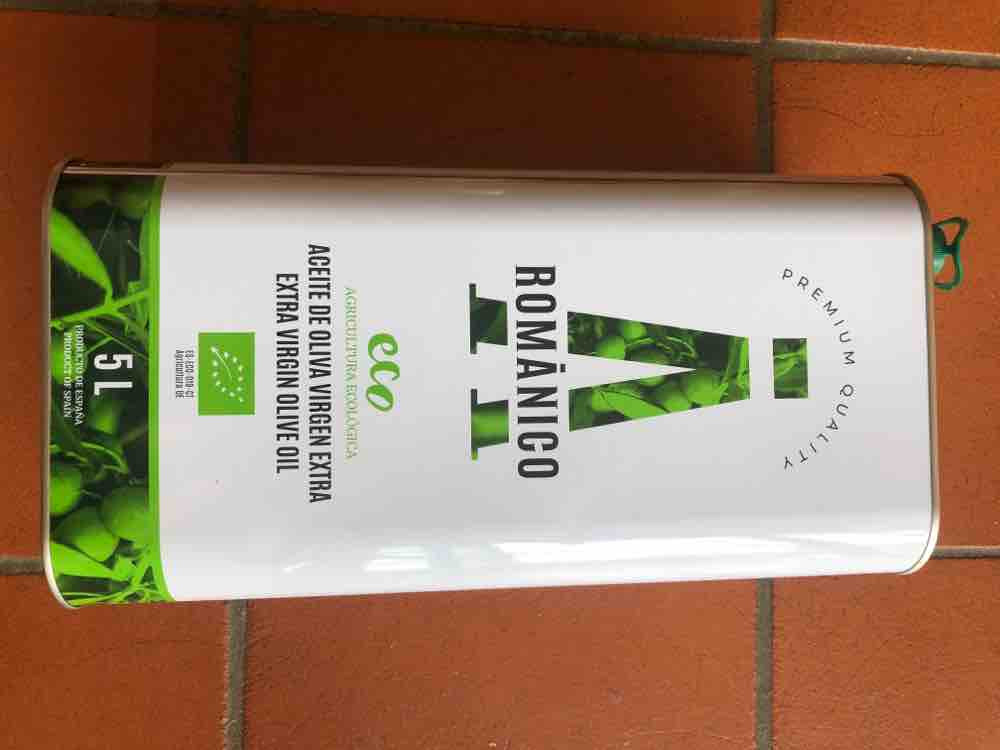 PREMIUM QUALITY
ROMĀNICO
eco
AGRICULTURA ECOLÓGICA
ACEITE DE OLIVA VIRGEN EXTRA
EXTRA VIRGIN OLIVE OIL
ES-ECO-019-CT
Agricultura UE
5 L
PRODUCTO DE ESPAÑA
PRODUCT OF SPAIN